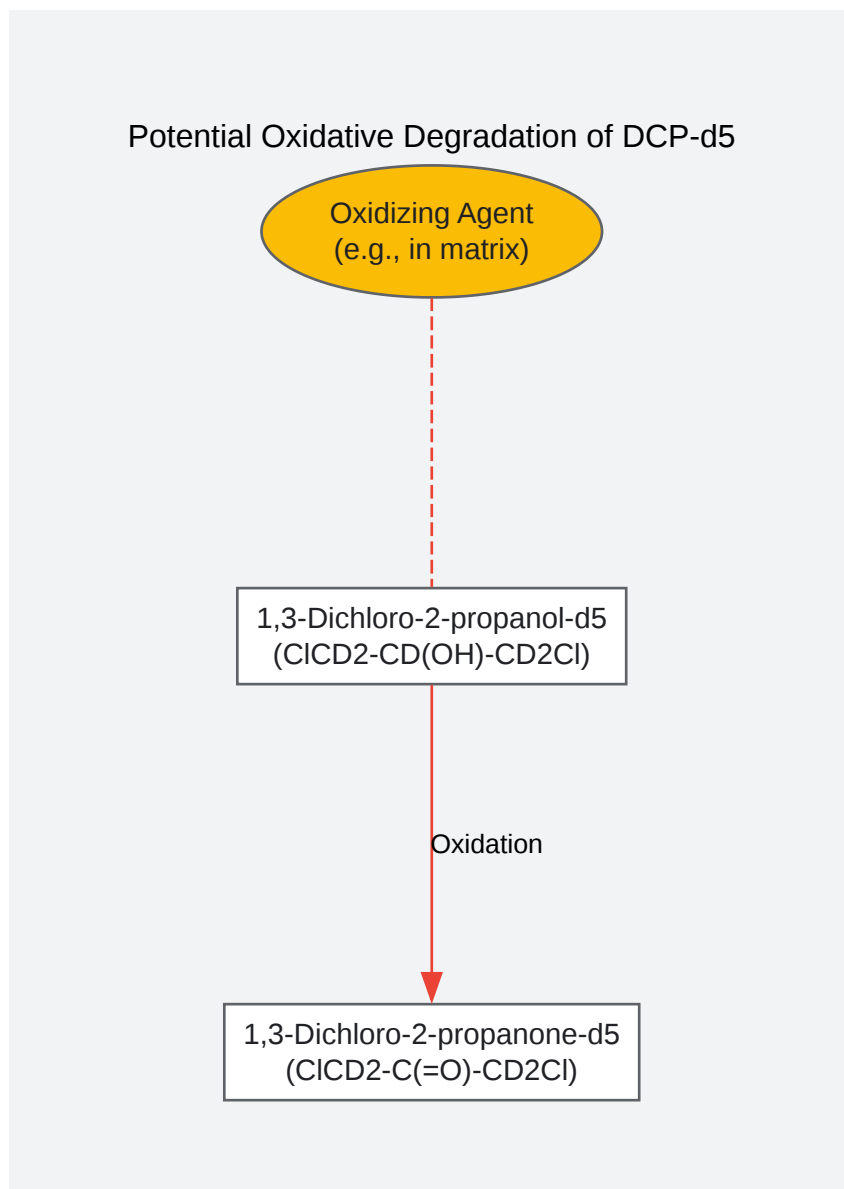 Potential Oxidative Degradation of DCP-d5
Oxidizing Agent
(e.g., in matrix)
1,3-Dichloro-2-propanol-d5
(ClCD2-CD(OH)-CD2Cl)
Oxidation
1,3-Dichloro-2-propanone-d5
(ClCD2-C(=O)-CD2Cl)